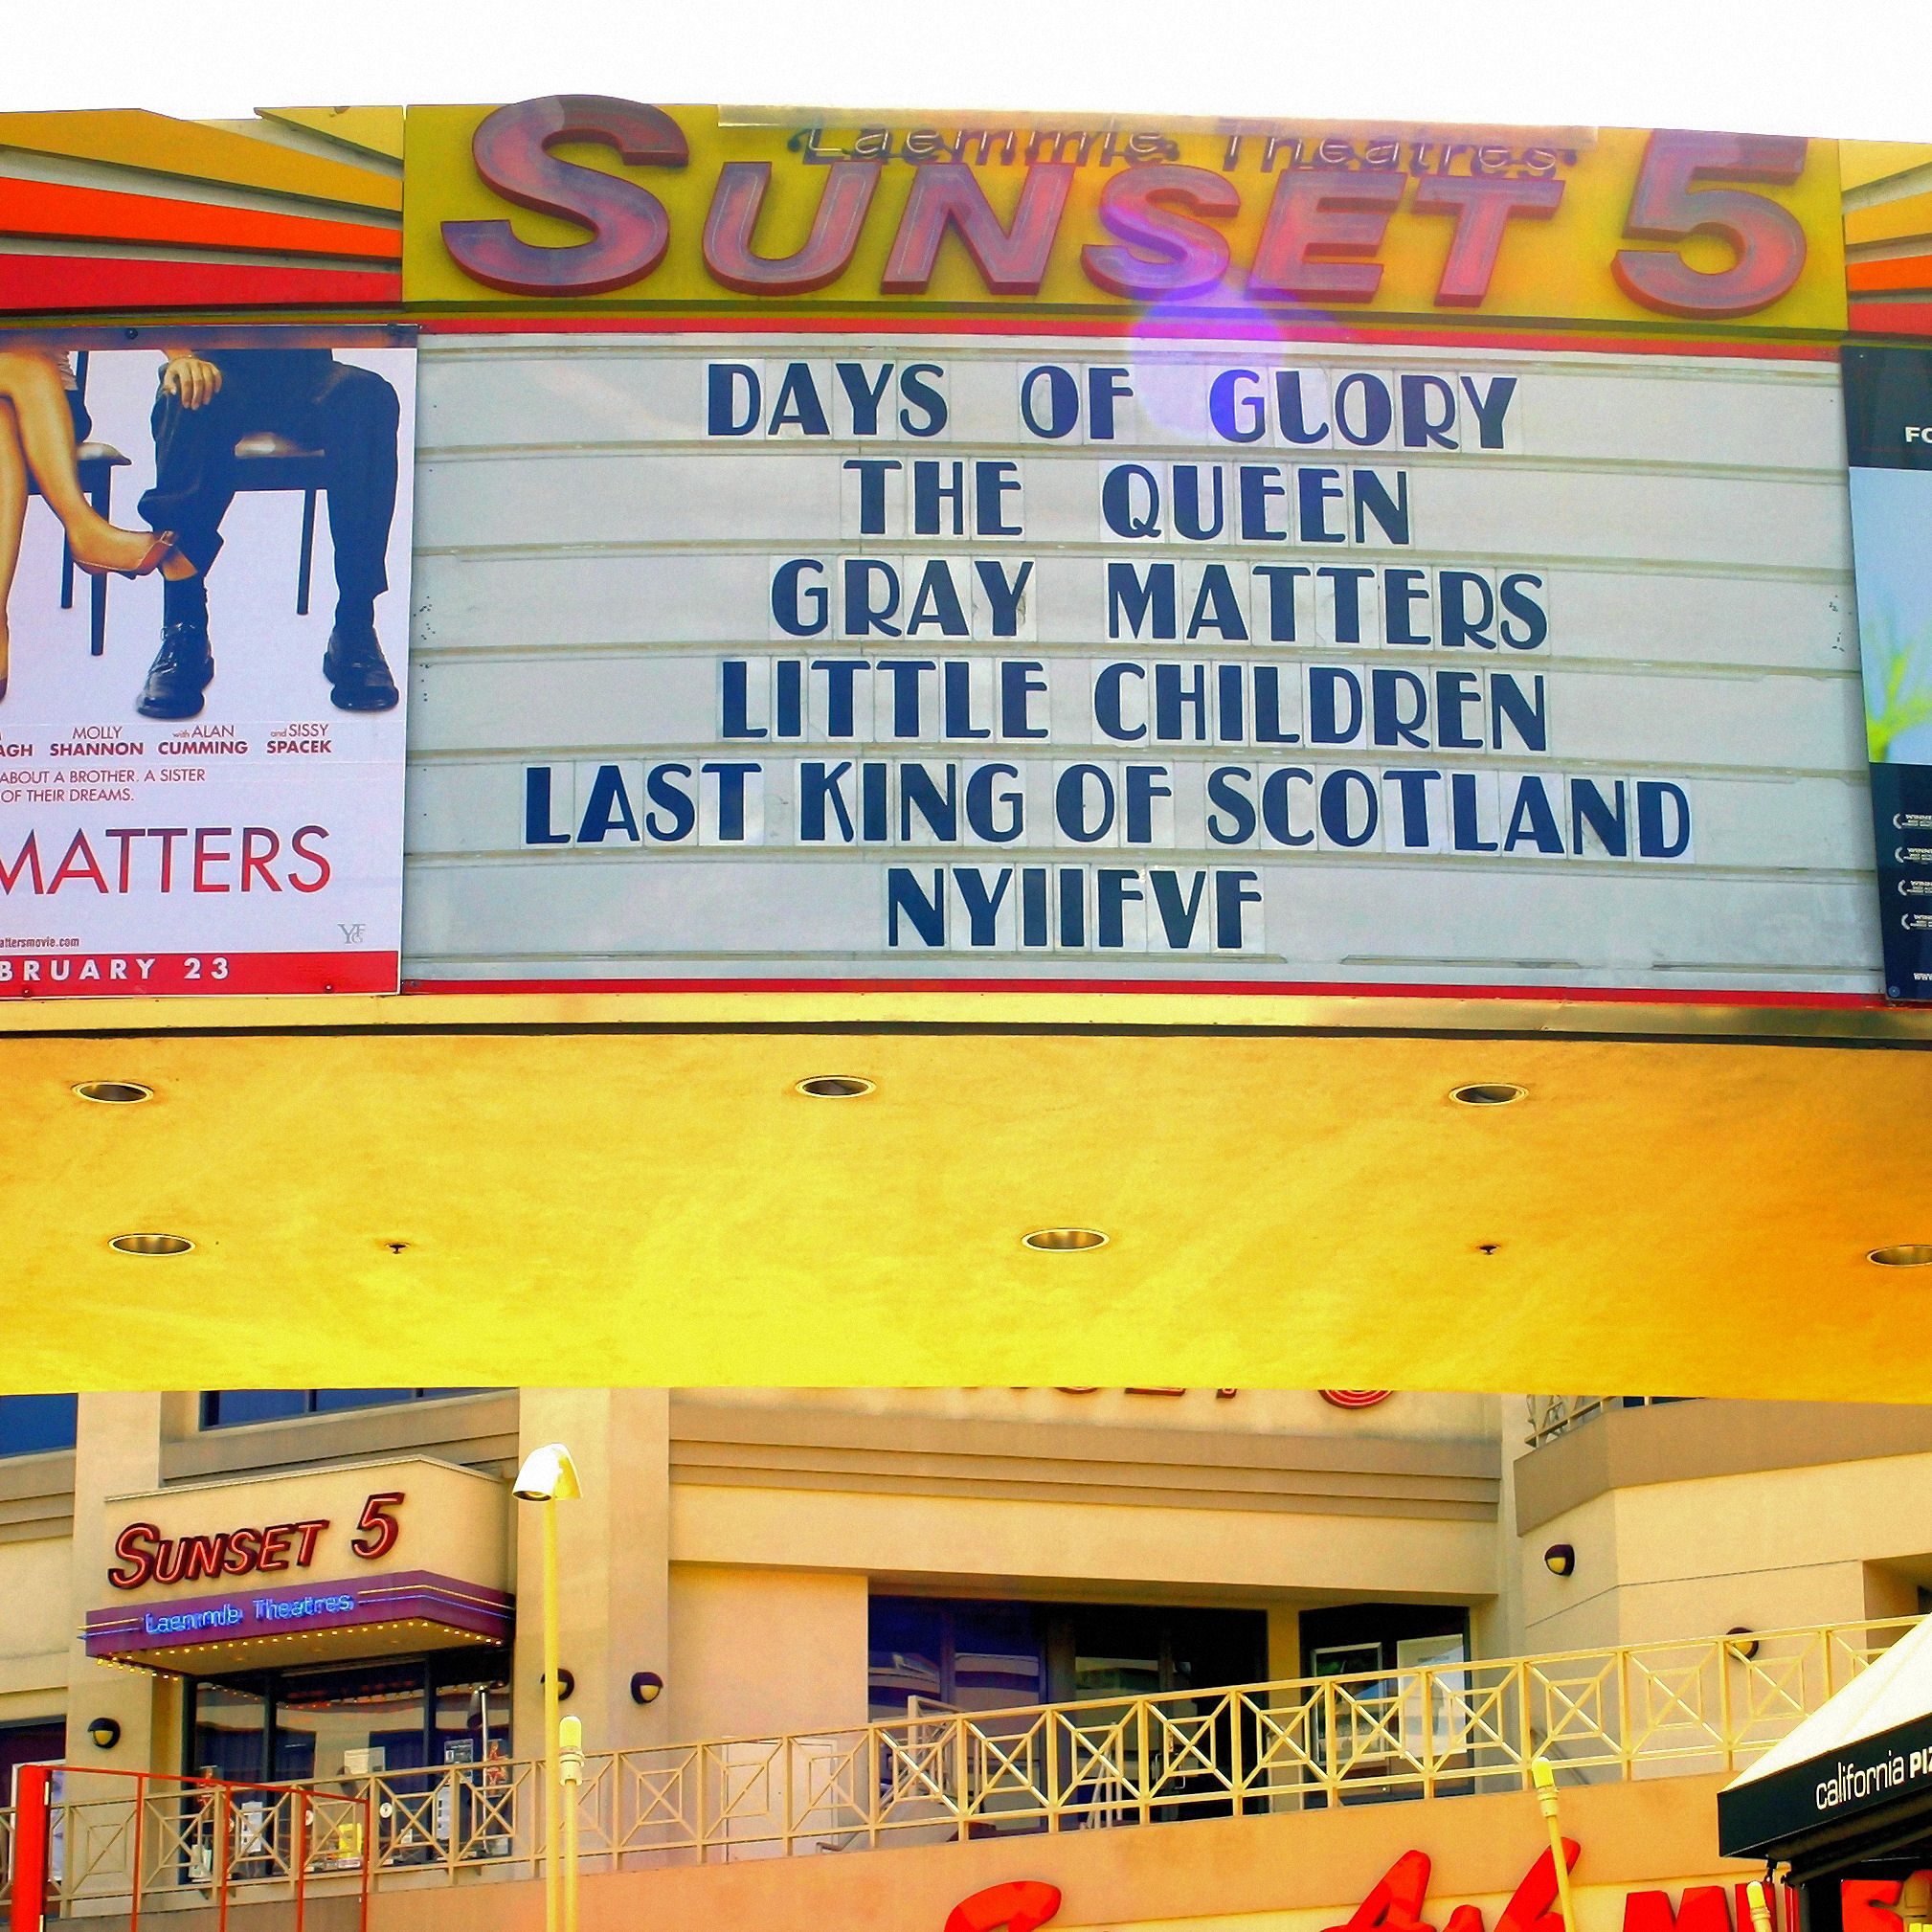 Laemmle Theatres
SUNSET 5
DAYS OF GLORY
THE QUEEN
GRAY MATTERS
LITTLE CHILDREN
LAST KING OF SCOTLAND
NYIIFVF
MOLLY SHANNON
with ALAN CUMMING
and SISSY SPACEK
ABOUT A BROTHER. A SISTER
OF THEIR DREAMS.
MATTERS
attersmovie.com
BRUARY 23
SUNSET 5
Laemmle Theatres
california PIZ